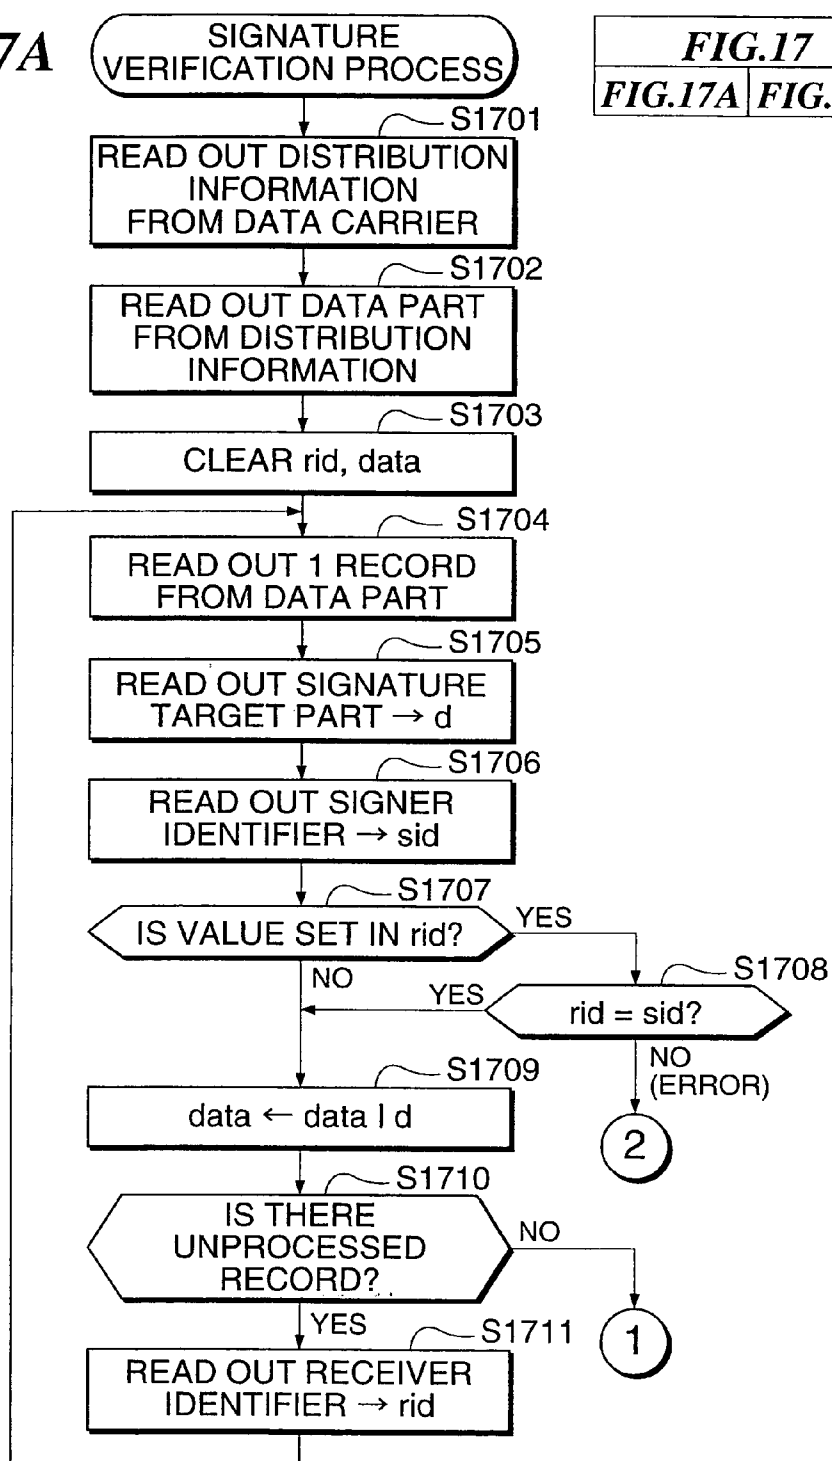 7A
SIGNATURE
VERIFICATION PROCESS
FIG.17
FIG.17A FIG.
S1701
READ OUT DISTRIBUTION
INFORMATION
FROM DATA CARRIER
S1702
READ OUT DATA PART
FROM DISTRIBUTION
INFORMATION
S1703
CLEAR rid, data
S1704
READ OUT 1 RECORD
FROM DATA PART
S1705
READ OUT SIGNATURE
TARGET PART → d
S1706
READ OUT SIGNER
IDENTIFIER → sid
S1707
IS VALUE SET IN rid?
YES
NO
S1708
YES
rid = sid?
NO
(ERROR)
S1709
data ← data | d
2
S1710
IS THERE
UNPROCESSED
RECORD?
NO
YES
1
S1711
READ OUT RECEIVER
IDENTIFIER → rid